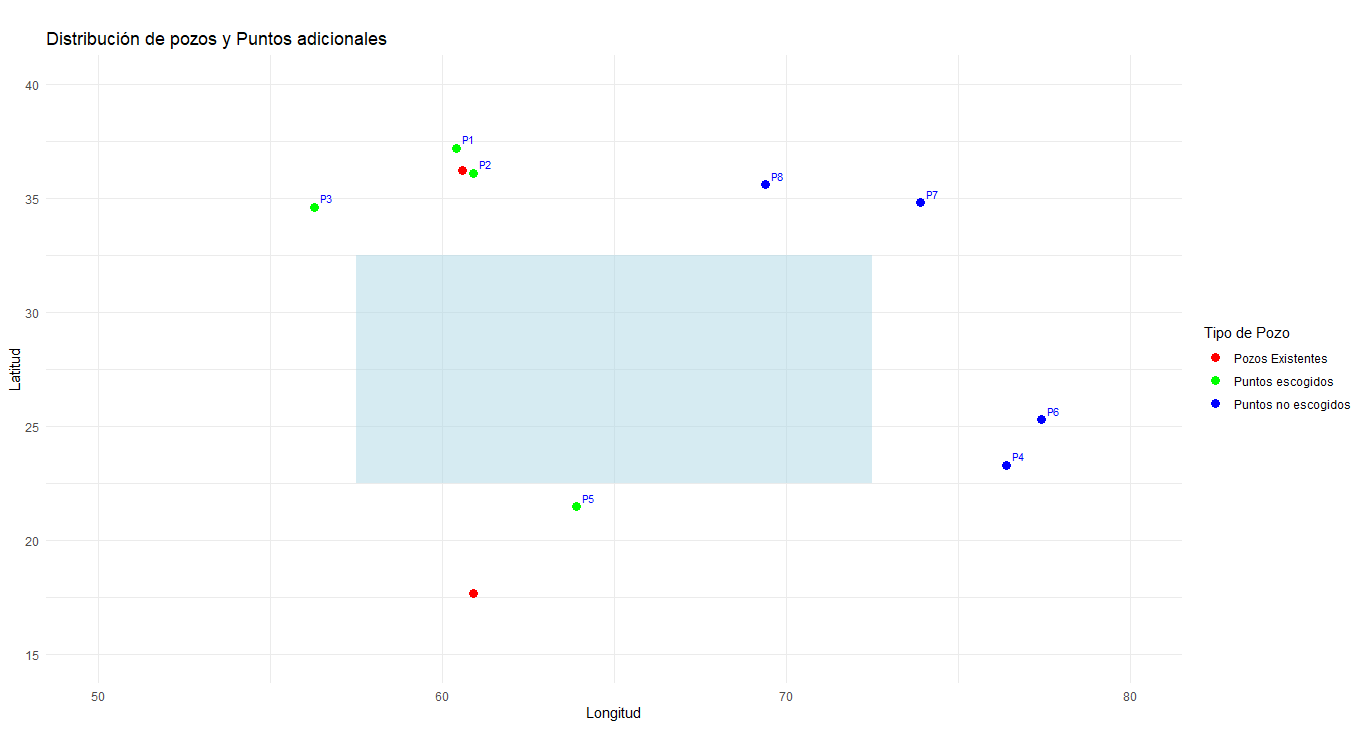 Distribución de pozos y Puntos adicionales
40
35
30
25
20
15
Latitud
P1
P2
P3
P8
P7
P6
P4
P5
50
60
70
80
Longitud
Tipo de Pozo
Pozos Existentes
Puntos escogidos
Puntos no escogidos